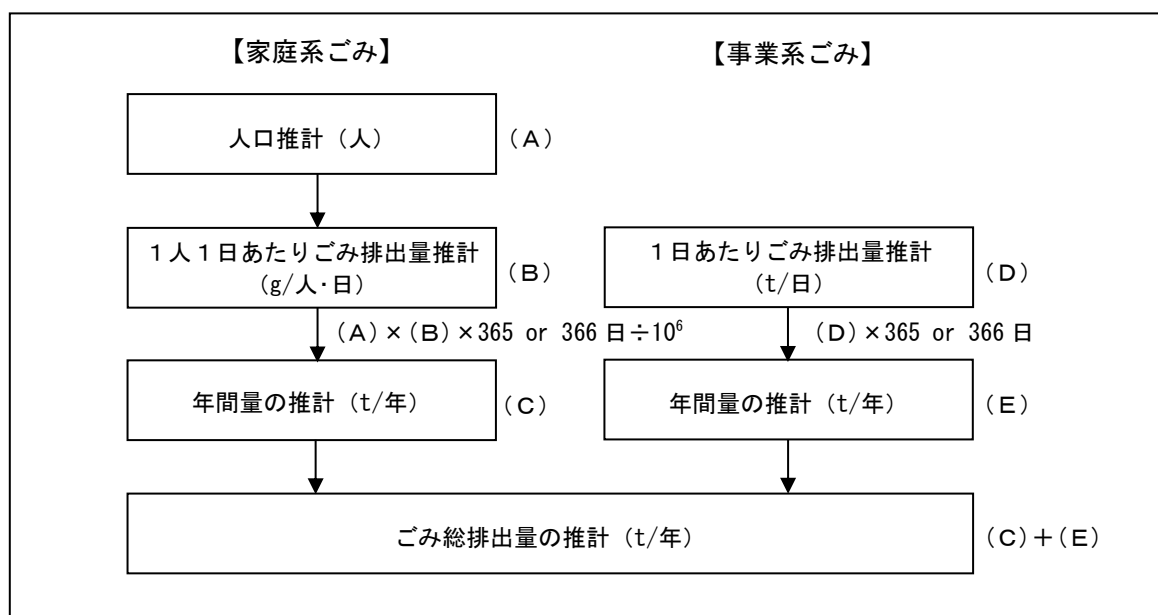 【家庭系ごみ】
【事業系ごみ】
人口推計（人）
（Ａ）
１人１日あたりごみ排出量推計
（g/人・日）
（Ｂ）
１日あたりごみ排出量推計
（t/日）
（Ｄ）
（Ａ）×（Ｂ）×365 or 366 日÷10⁶
（Ｄ）×365 or 366 日
年間量の推計（t/年）
（Ｃ）
年間量の推計（t/年）
（Ｅ）
ごみ総排出量の推計（t/年）
（Ｃ）＋（Ｅ）